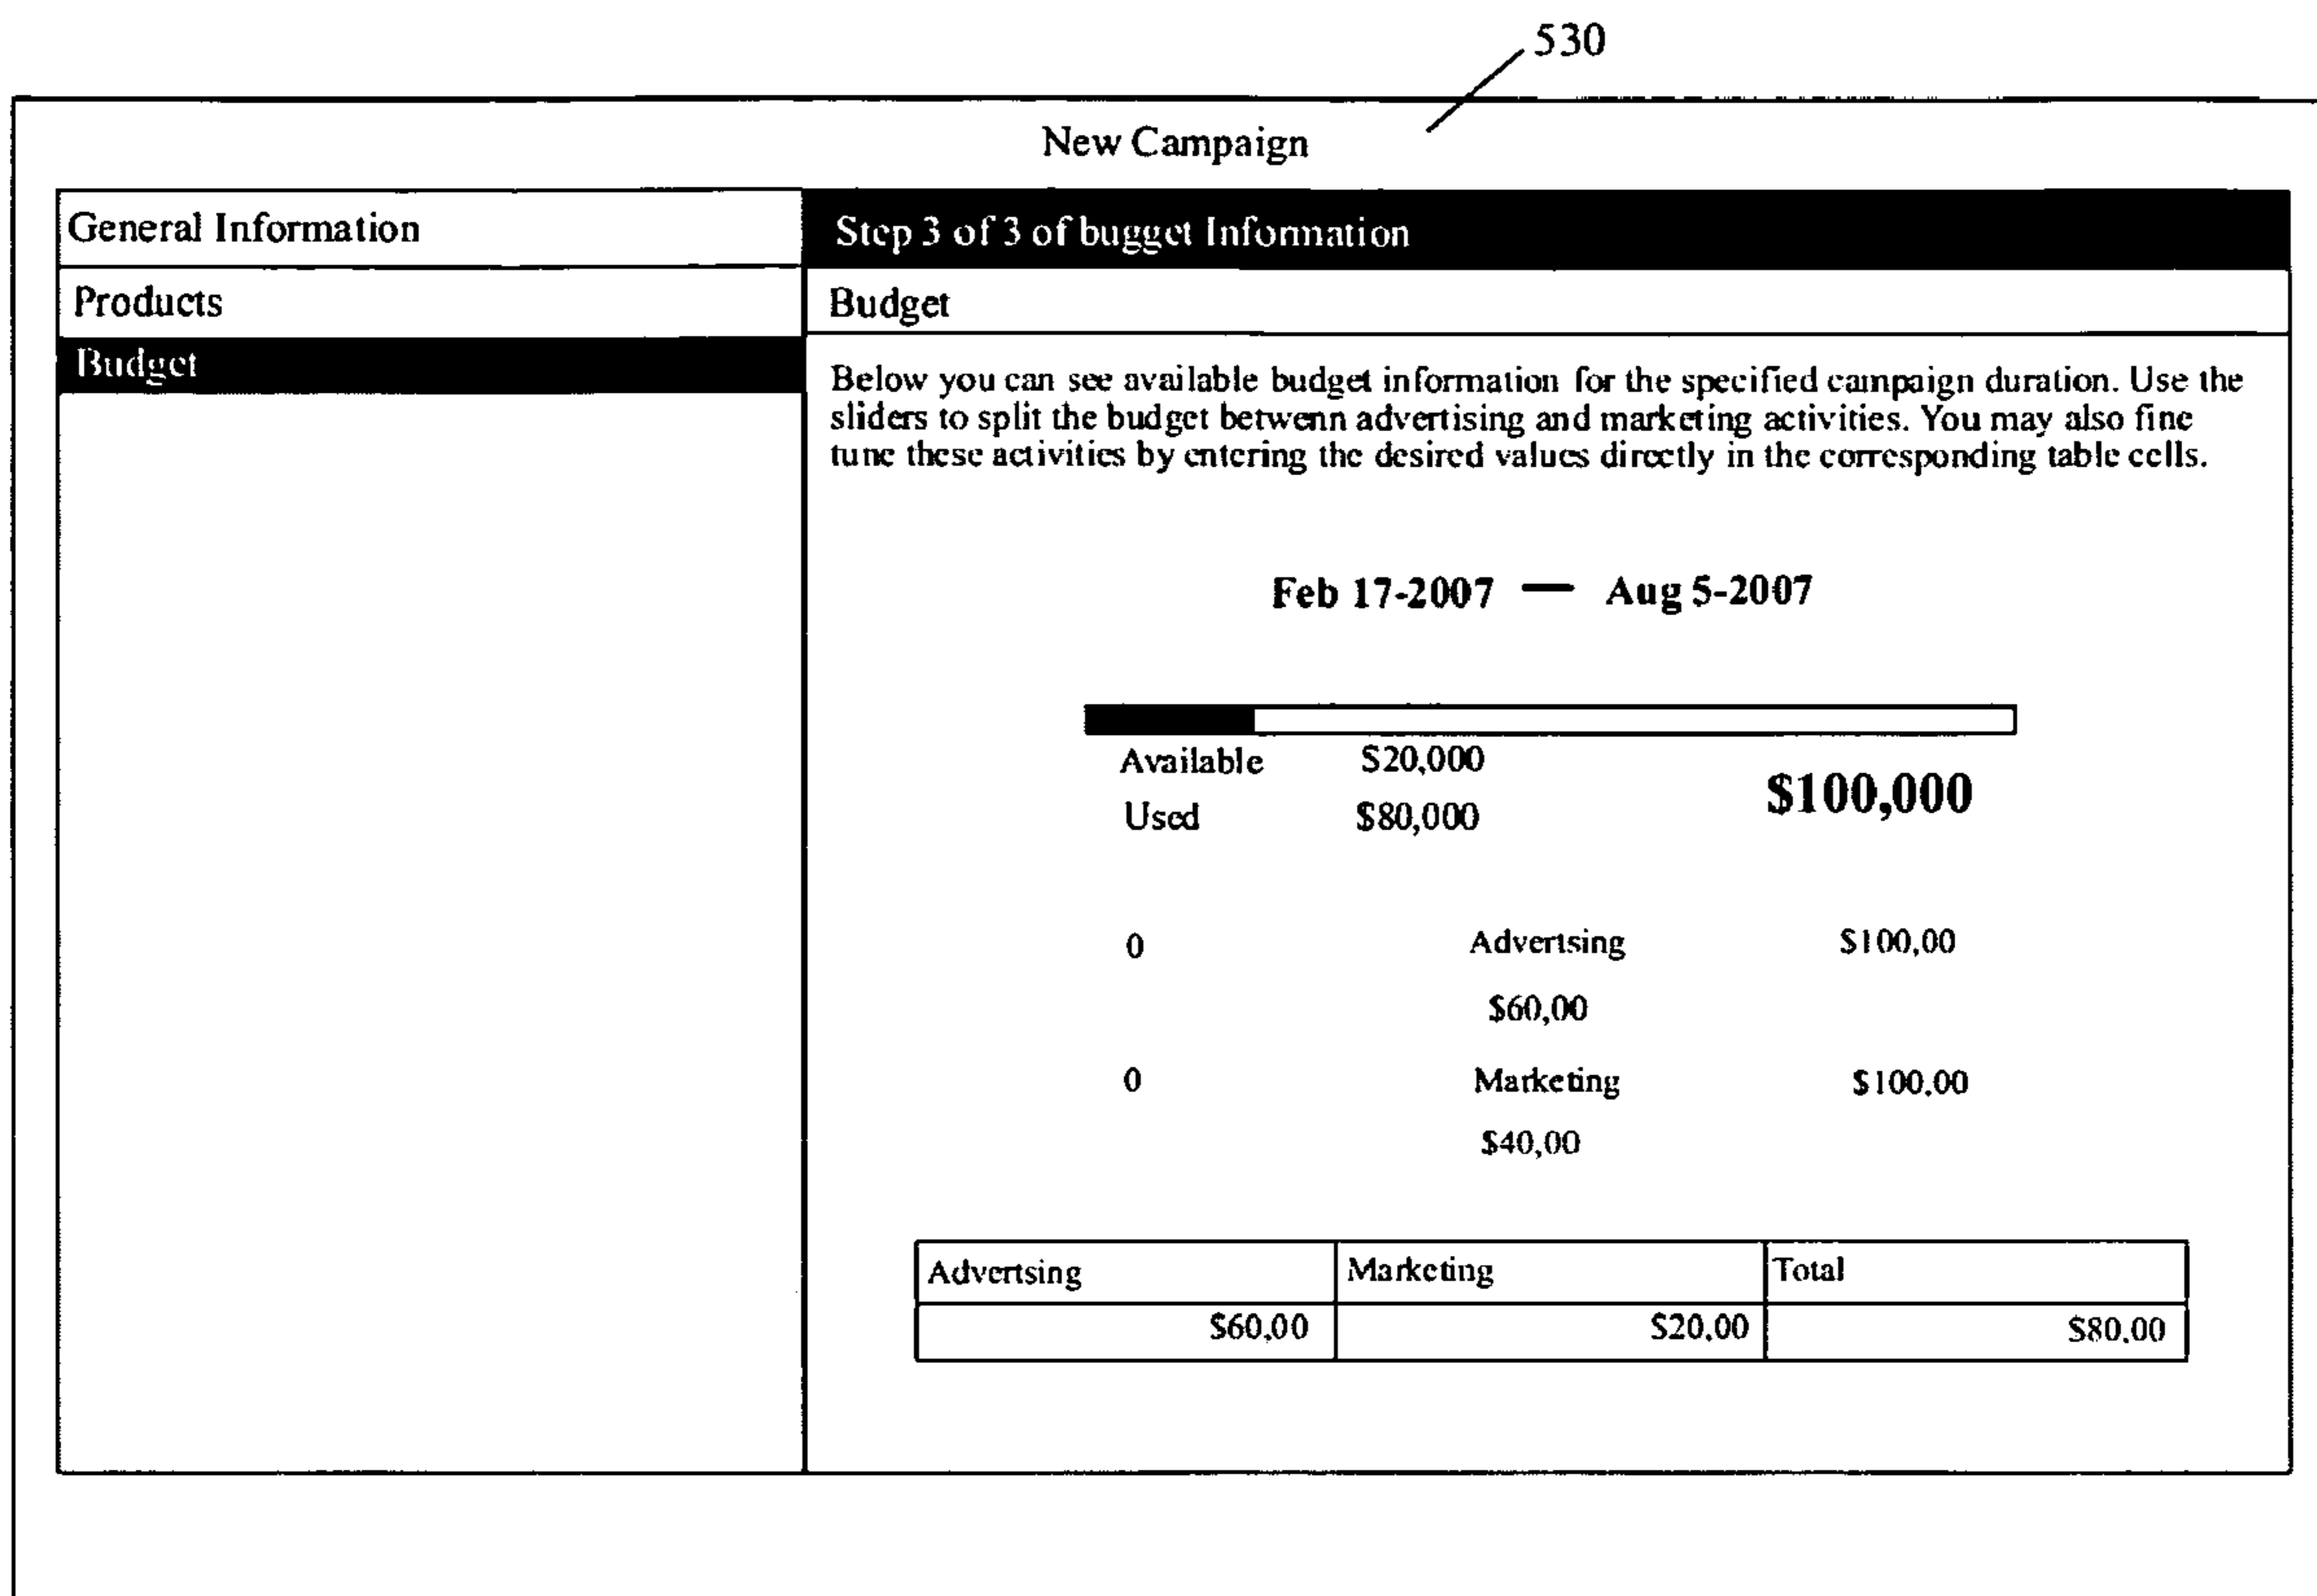 530
New Campaign
General Information
Step 3 of 3 of bugget Information
Products
Budget
Budget
Below you can see available budget information for the specified campaign duration. Use the
sliders to split the budget betwenn advertising and marketing activities. You may also fine
tune these activities by entering the desired values directly in the corresponding table cells.
Feb 17-2007 — Aug 5-2007
Available $20,000
$100,000
Used $80,000
0 Advertsing $100,00
$60,00
0 Marketing $100.00
$40,00
Advertsing Marketing Total
$60,00 $20,00 $80,00